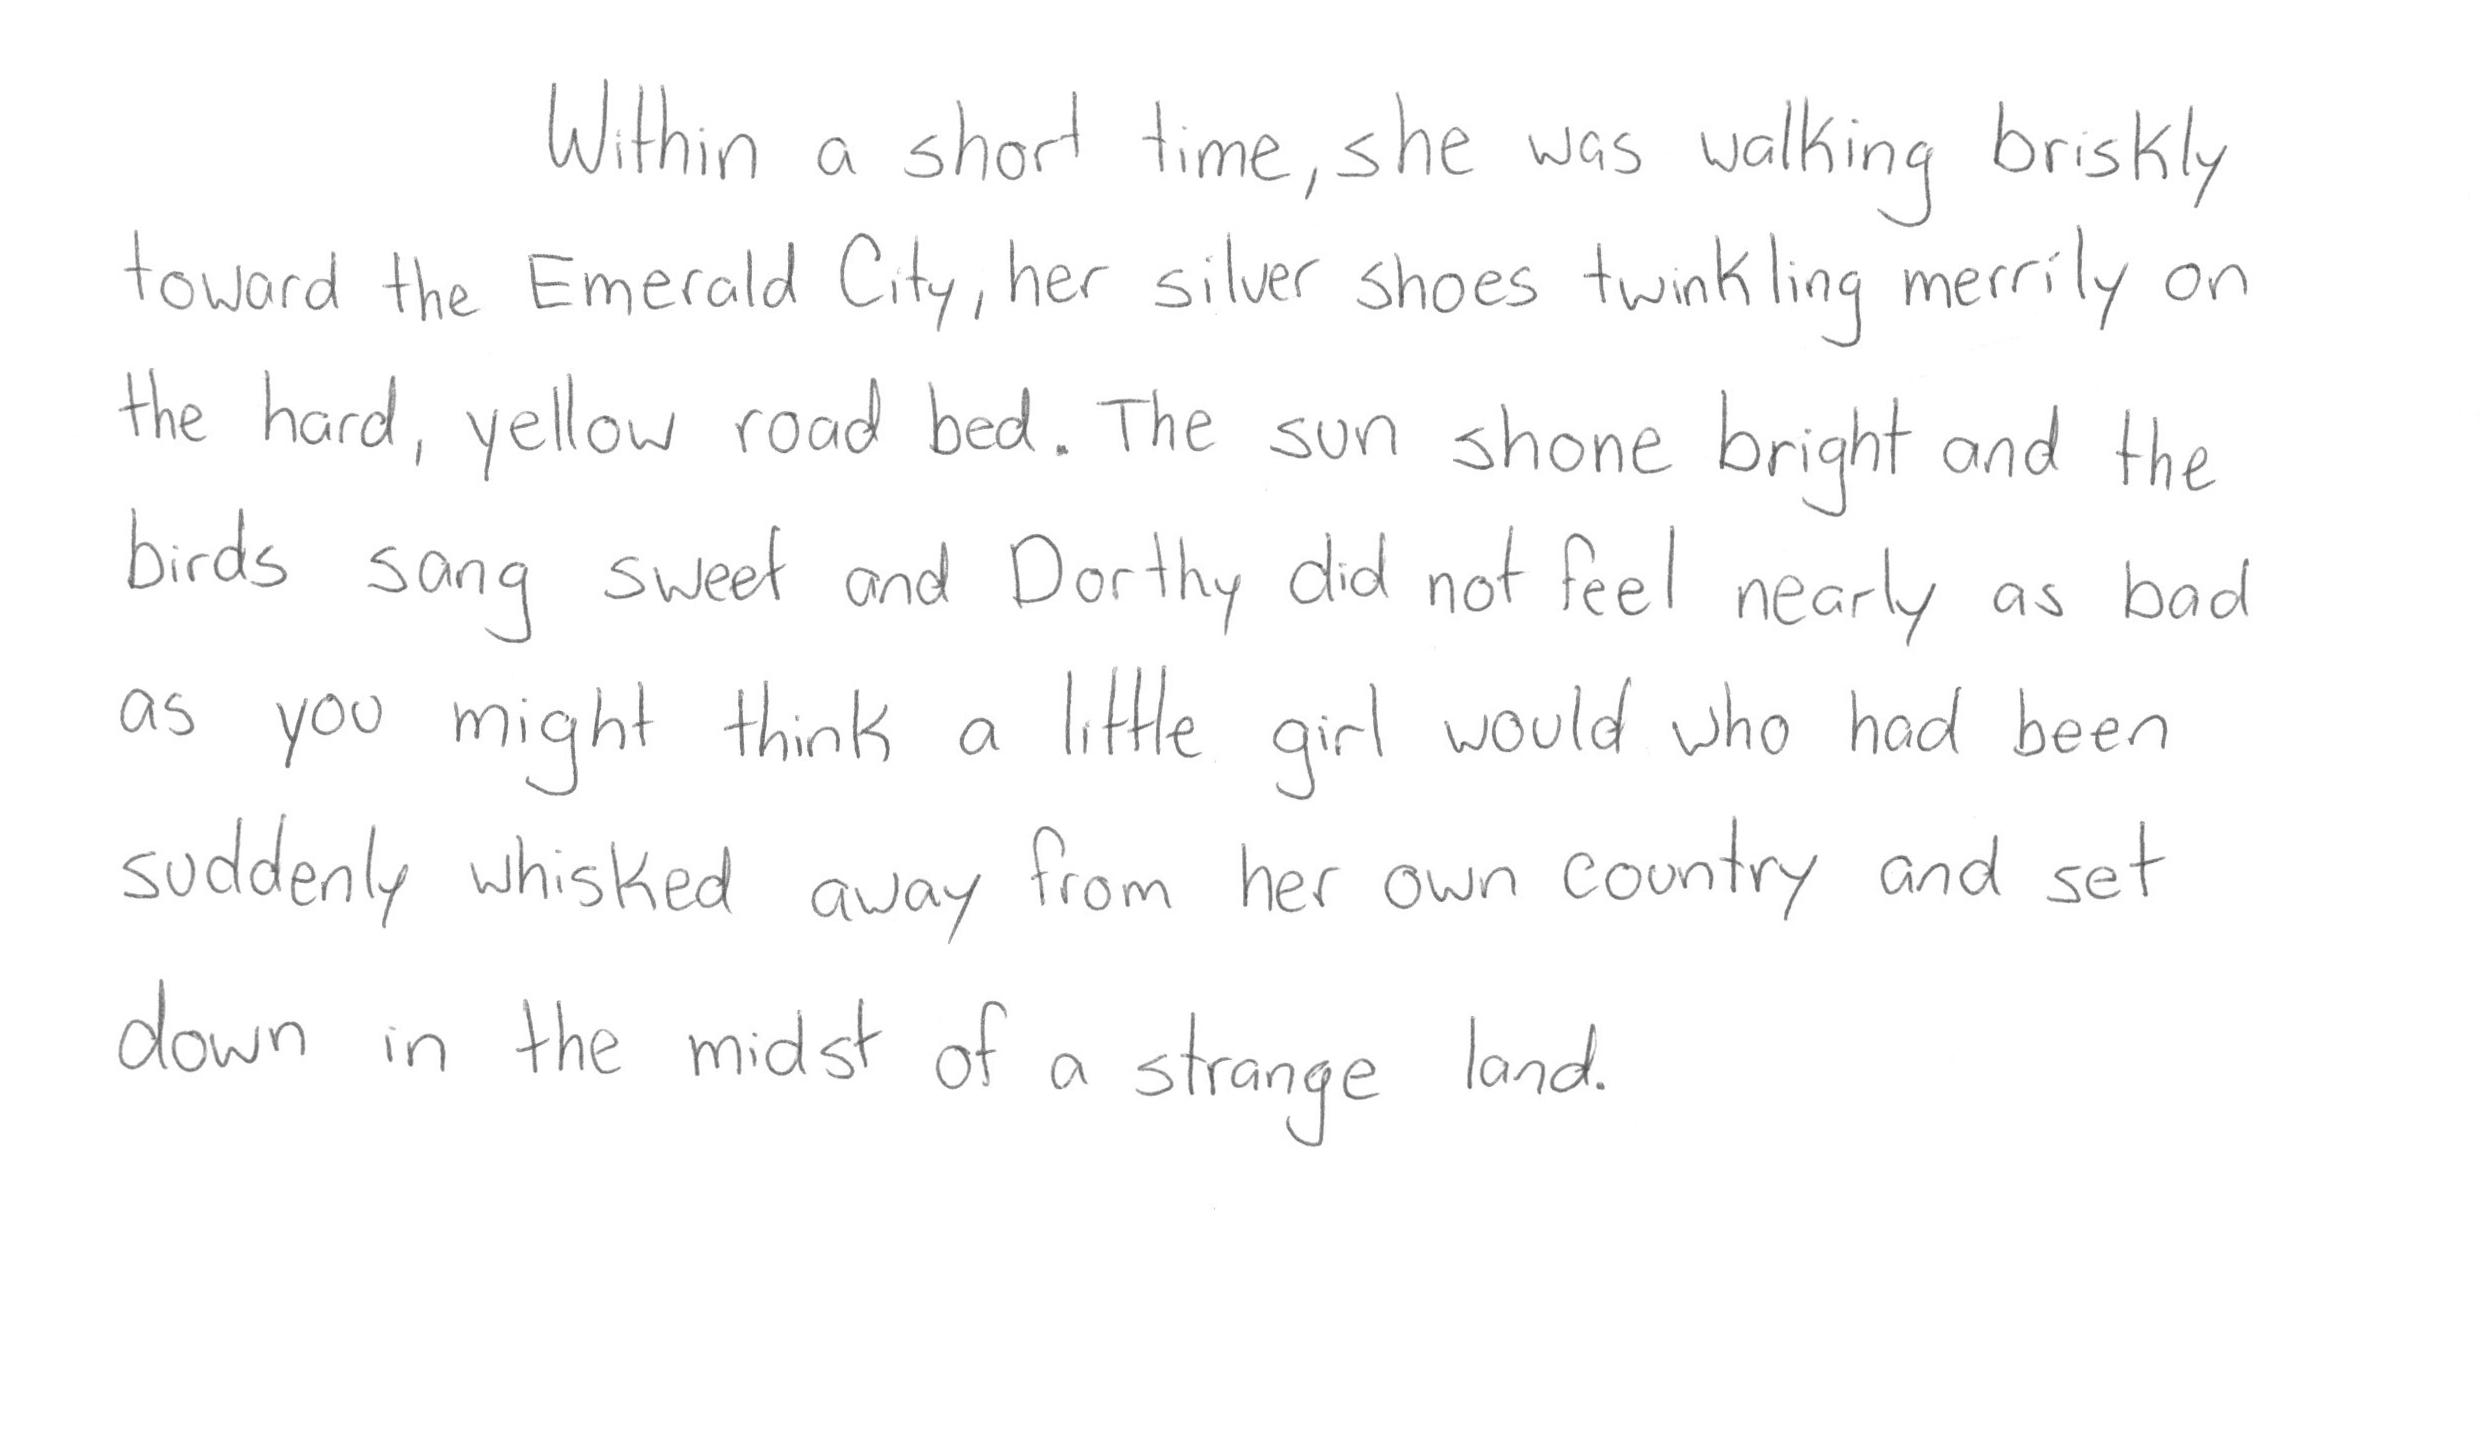 Within a short time, she was walking briskly
toward the Emerald City, her silver shoes twinkling merrily on
the hard, yellow road bed. The sun shone bright and the
birds sang sweet and Dorthy did not feel nearly as bad
as you might think a little girl would who had been
suddenly whisked away from her own country and set
down in the midst of a strange land.